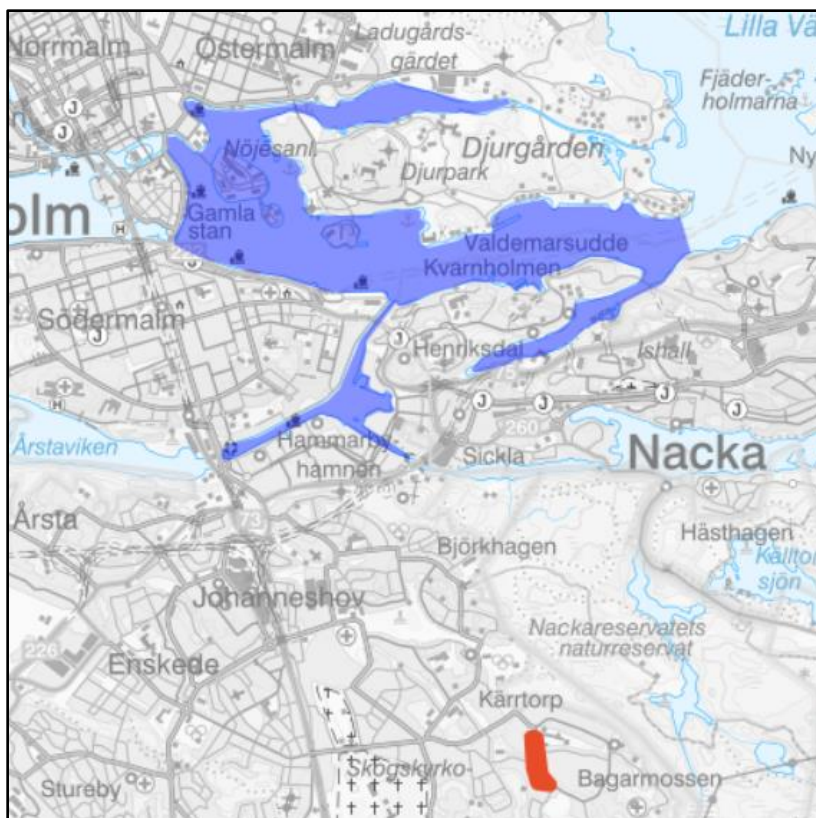 Lilla Vä
Norrmalm
Östermalm
Ladugårds-
gärdet
Fjäder-
holmarna
J
J
Nöjesanl.
Djurgården
Djurpark
Ny
olm
Gamla
stan
H
Valdemarsudde
Kvarnholmen
Södermalm
J
J
Henriksdal
Ishäll
J
J
J
J
H
260
Årstaviken
Hammarby-
hamnen
Sickla
Nacka
Årsta
73
Björkhagen
Hästhagen
Källtor
sjön
Johanneshov
Nackareservatets
naturreservat
226
Enskede
Kärrtorp
Skogskyrko-
Bagarmossen
Stureby